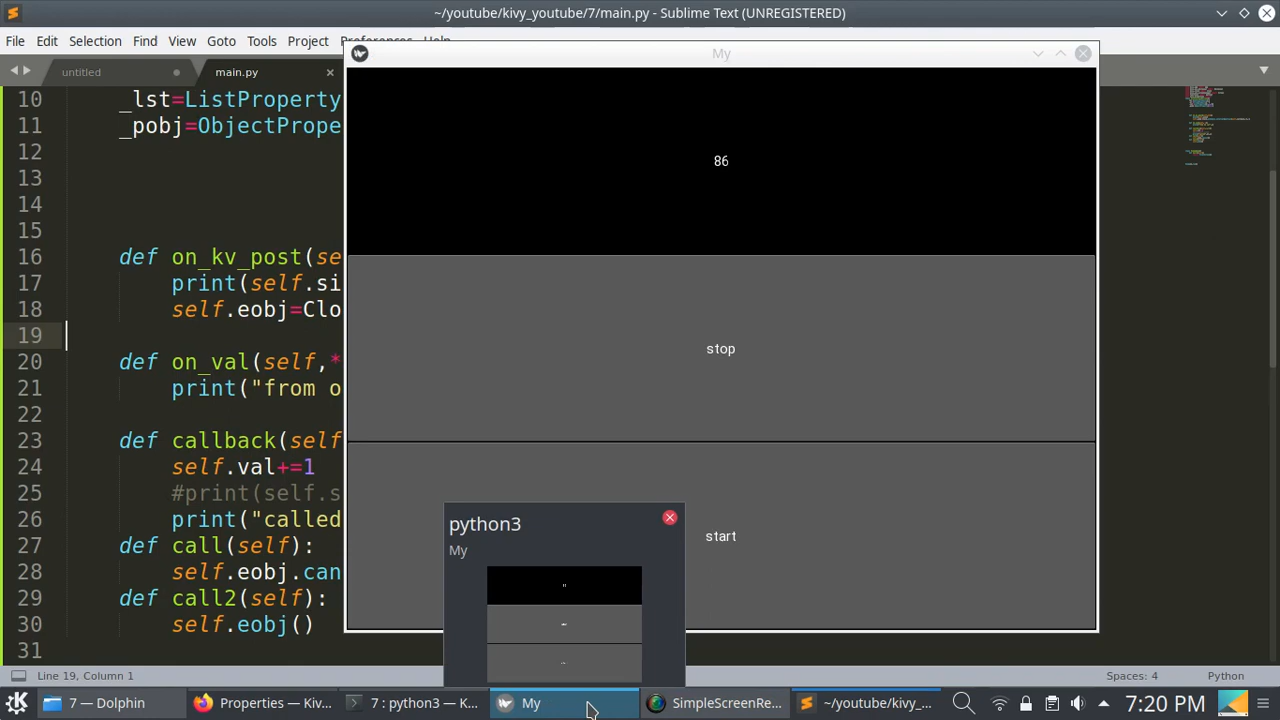 ~/youtube/kivy_youtube/7/main.py - Sublime Text (UNREGISTERED)
File Edit Selection Find View Goto Tools Project Preferences Help
untitled main.py
My
10 _lst=ListProperty
11 _pobj=ObjectPrope
12
13
14
15
16 def on_kv_post(se
17 print(self.si
18 self.eobj=Clo
19
20 def on_val(self,*
21 print("from o
22
23 def callback(self
24 self.val+=1
25 #print(self.s
26 print("called
27 def call(self):
28 self.eobj.can
29 def call2(self):
30 self.eobj()
31
86
stop
start
python3
My
Line 19, Column 1 Spaces: 4 Python
7 — Dolphin Properties — Kiv... 7 : python3 — K... My SimpleScreenRe... ~/youtube/kivy_... 7:20 PM